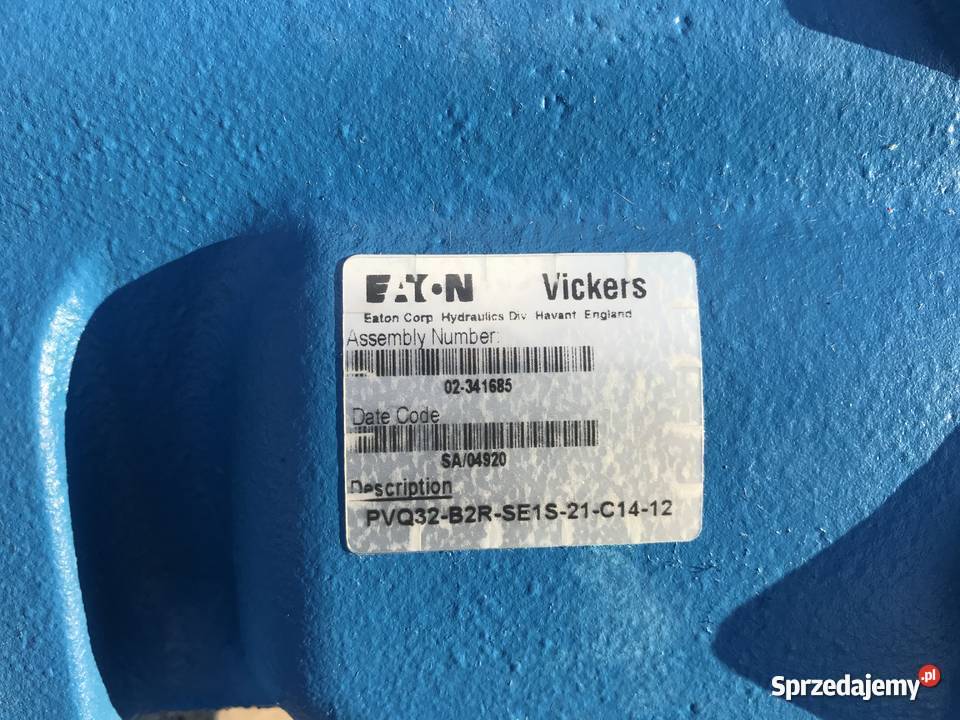 EATON Vickers
Eaton Corp Hydraulics Div Havant England
Assembly Number:
02-341685
Date Code
SA/04920
Description
PVQ32-B2R-SE1S-21-C14-12
Sprzedajemy.pl